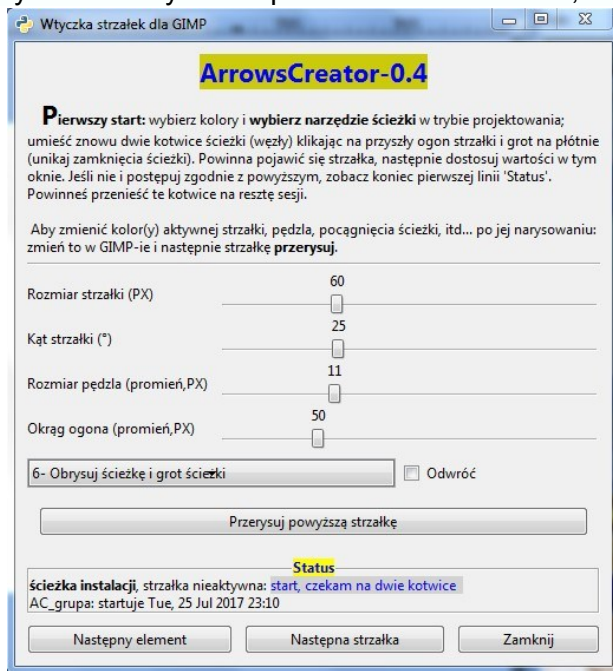 Wtyczka strzałek dla GIMP
ArrowsCreator-0.4
Pierwszy start: wybierz kolory i wybierz narzędzie ścieżki w trybie projektowania;
umieść znowu dwie kotwice ścieżki (węzły) klikając na przyszły ogon strzałki i grot na płótnie
(unikaj zamknięcia ścieżki). Powinna pojawić się strzałka, następnie dostosuj wartości w tym
oknie. Jeśli nie i postępuj zgodnie z powyższym, zobacz koniec pierwszej linii 'Status'.
Powinneś przenieść te kotwice na resztę sesji.
Aby zmienić kolor(y) aktywnej strzałki, pędzla, pocągnięcia ścieżki, itd... po jej narysowaniu:
zmień to w GIMP-ie i następnie strzałkę przerysuj.
60
Rozmiar strzałki (PX)
25
Kąt strzałki (°)
11
Rozmiar pędzla (promień,PX)
50
Okrąg ogona (promień,PX)
6- Obrysuj ścieżkę i grot ścieżki
Odwróć
Przerysuj powyższą strzałkę
Status
ścieżka instalacji, strzałka nieaktywna: start, czekam na dwie kotwice
AC_grupa: startuje Tue, 25 Jul 2017 23:10
Następny element
Następna strzałka
Zamknij